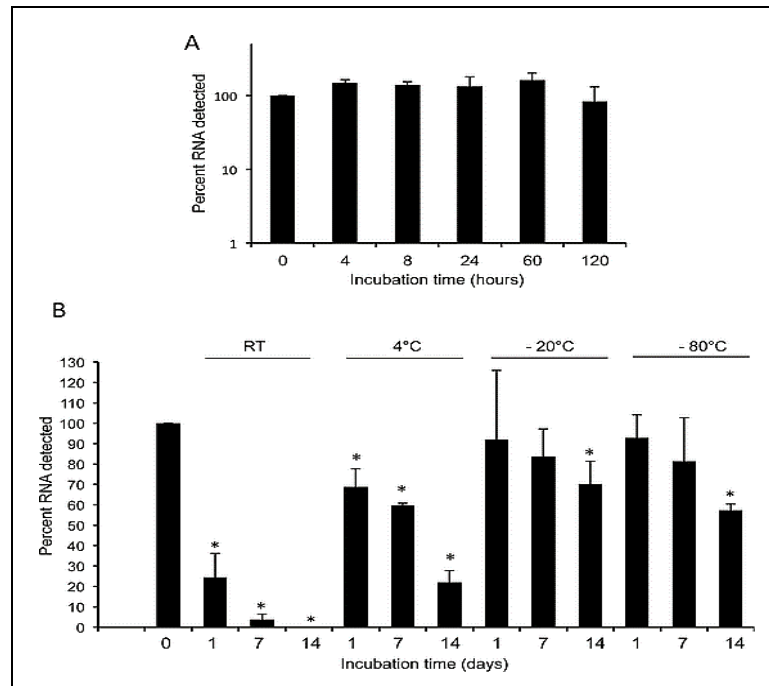 A
Percent RNA detected
100
10
1
0 4 8 24 60 120
Incubation time (hours)
B
RT 4°C - 20°C - 80°C
Percent RNA detected
130
120
110
100
90
80
70
60
50
40
30
20
10
0
* * * * * * * *
0 1 7 14 1 7 14 1 7 14 1 7 14
Incubation time (days)